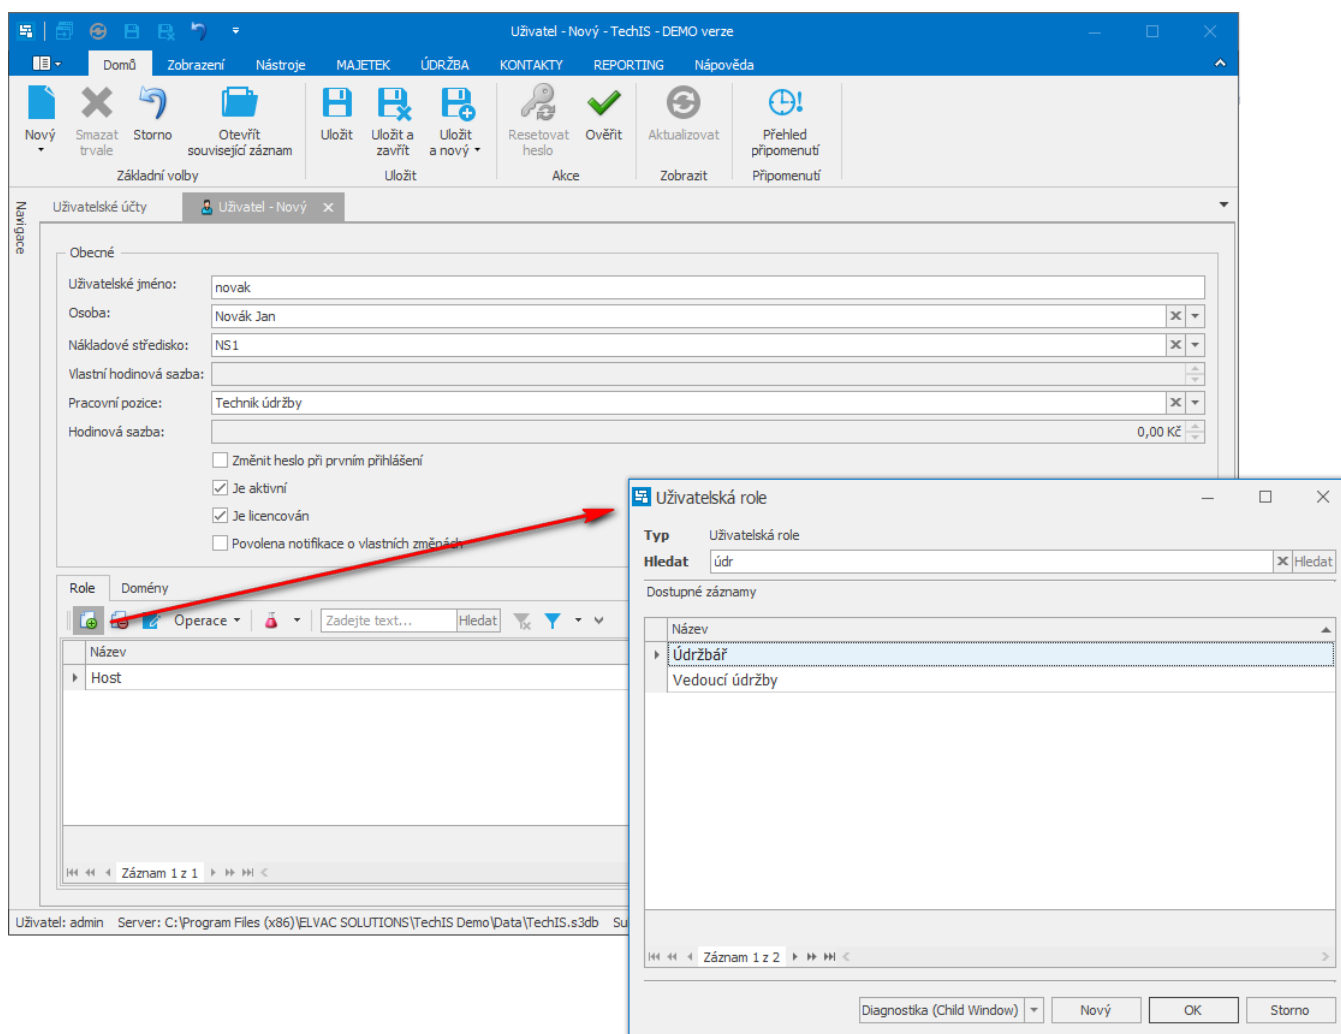 Uživatel - Nový - TechIS - DEMO verze
Domů Zobrazení Nástroje MAJETEK ÚDRŽBA KONTAKTY REPORTING Nápověda
Nový Smazat trvale Storno Otevřít související záznam Uložit Uložit a zavřít Uložit a nový Resetovat heslo Ověřit Aktualizovat Přehled připomenutí
Základní volby Uložit Akce Zobrazit Připomenutí
Navigace
Uživatelské účty Uživatel - Nový
Obecné
Uživatelské jméno: novak
Osoba: Novák Jan
Nákladové středisko: NS1
Vlastní hodinová sazba:
Pracovní pozice: Technik údržby
Hodinová sazba: 0,00 Kč
Změnit heslo při prvním přihlášení
Je aktivní
Je licencován
Povolena notifikace o vlastních změnách
Role Domény
Operace Zadejte text... Hledat
Název
Host
Záznam 1 z 1
Uživatel: admin Server: C:\Program Files (x86)\ELVAC SOLUTIONS\TechIS Demo\Data\TechIS.s3db Su
Uživatelská role
Typ Uživatelská role
Hledat údr Hledat
Dostupné záznamy
Název
Údržbář
Vedoucí údržby
Záznam 1 z 2
Diagnostika (Child Window) Nový OK Storno